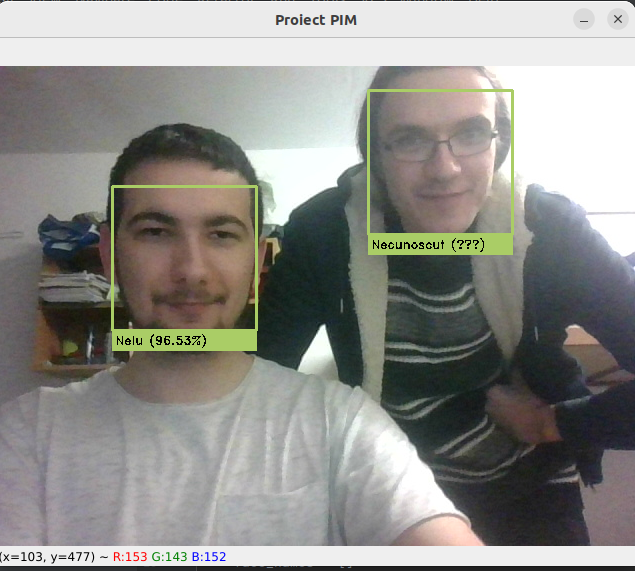 Proiect PIM
Necunoscut (???)
Nelu (96.53%)
(x=103, y=477) ~ R:153 G:143 B:152